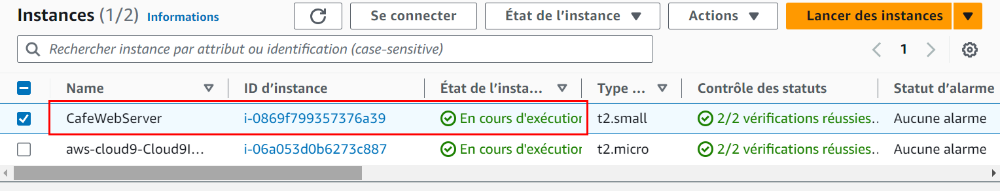 Instances (1/2) Informations Se connecter État de l’instance Actions Lancer des instances
Rechercher instance par attribut ou identification (case-sensitive) 1
Name ID d’instance État de l’insta… Type … Contrôle des statuts Statut d’alarme
CafeWebServer i-0869f799357376a39 En cours d'exécution t2.small 2/2 vérifications réussies… Aucune alarme
aws-cloud9-Cloud9I… i-06a053d0b6273c887 En cours d'exécution t2.micro 2/2 vérifications réussies… Aucune alarme